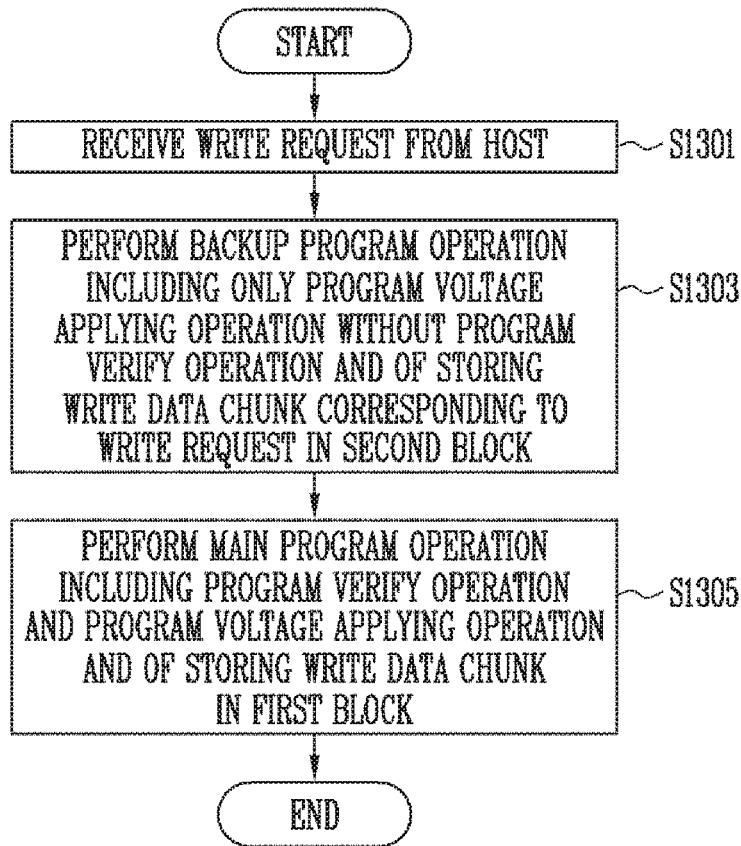 START
RECEIVE WRITE REQUEST FROM HOST
S1301
PERFORM BACKUP PROGRAM OPERATION
INCLUDING ONLY PROGRAM VOLTAGE
APPLYING OPERATION WITHOUT PROGRAM
VERIFY OPERATION AND OF STORING
WRITE DATA CHUNK CORRESPONDING TO
WRITE REQUEST IN SECOND BLOCK
S1303
PERFORM MAIN PROGRAM OPERATION
INCLUDING PROGRAM VERIFY OPERATION
AND PROGRAM VOLTAGE APPLYING OPERATION
AND OF STORING WRITE DATA CHUNK
IN FIRST BLOCK
S1305
END